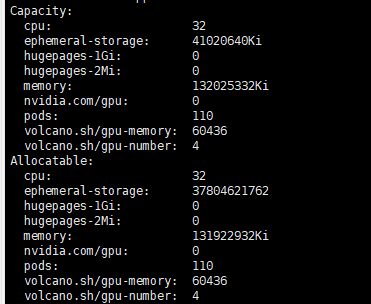 Capacity:
cpu: 32
ephemeral-storage: 41020640Ki
hugepages-1Gi: 0
hugepages-2Mi: 0
memory: 132025332Ki
nvidia.com/gpu: 0
pods: 110
volcano.sh/gpu-memory: 60436
volcano.sh/gpu-number: 4
Allocatable:
cpu: 32
ephemeral-storage: 37804621762
hugepages-1Gi: 0
hugepages-2Mi: 0
memory: 131922932Ki
nvidia.com/gpu: 0
pods: 110
volcano.sh/gpu-memory: 60436
volcano.sh/gpu-number: 4